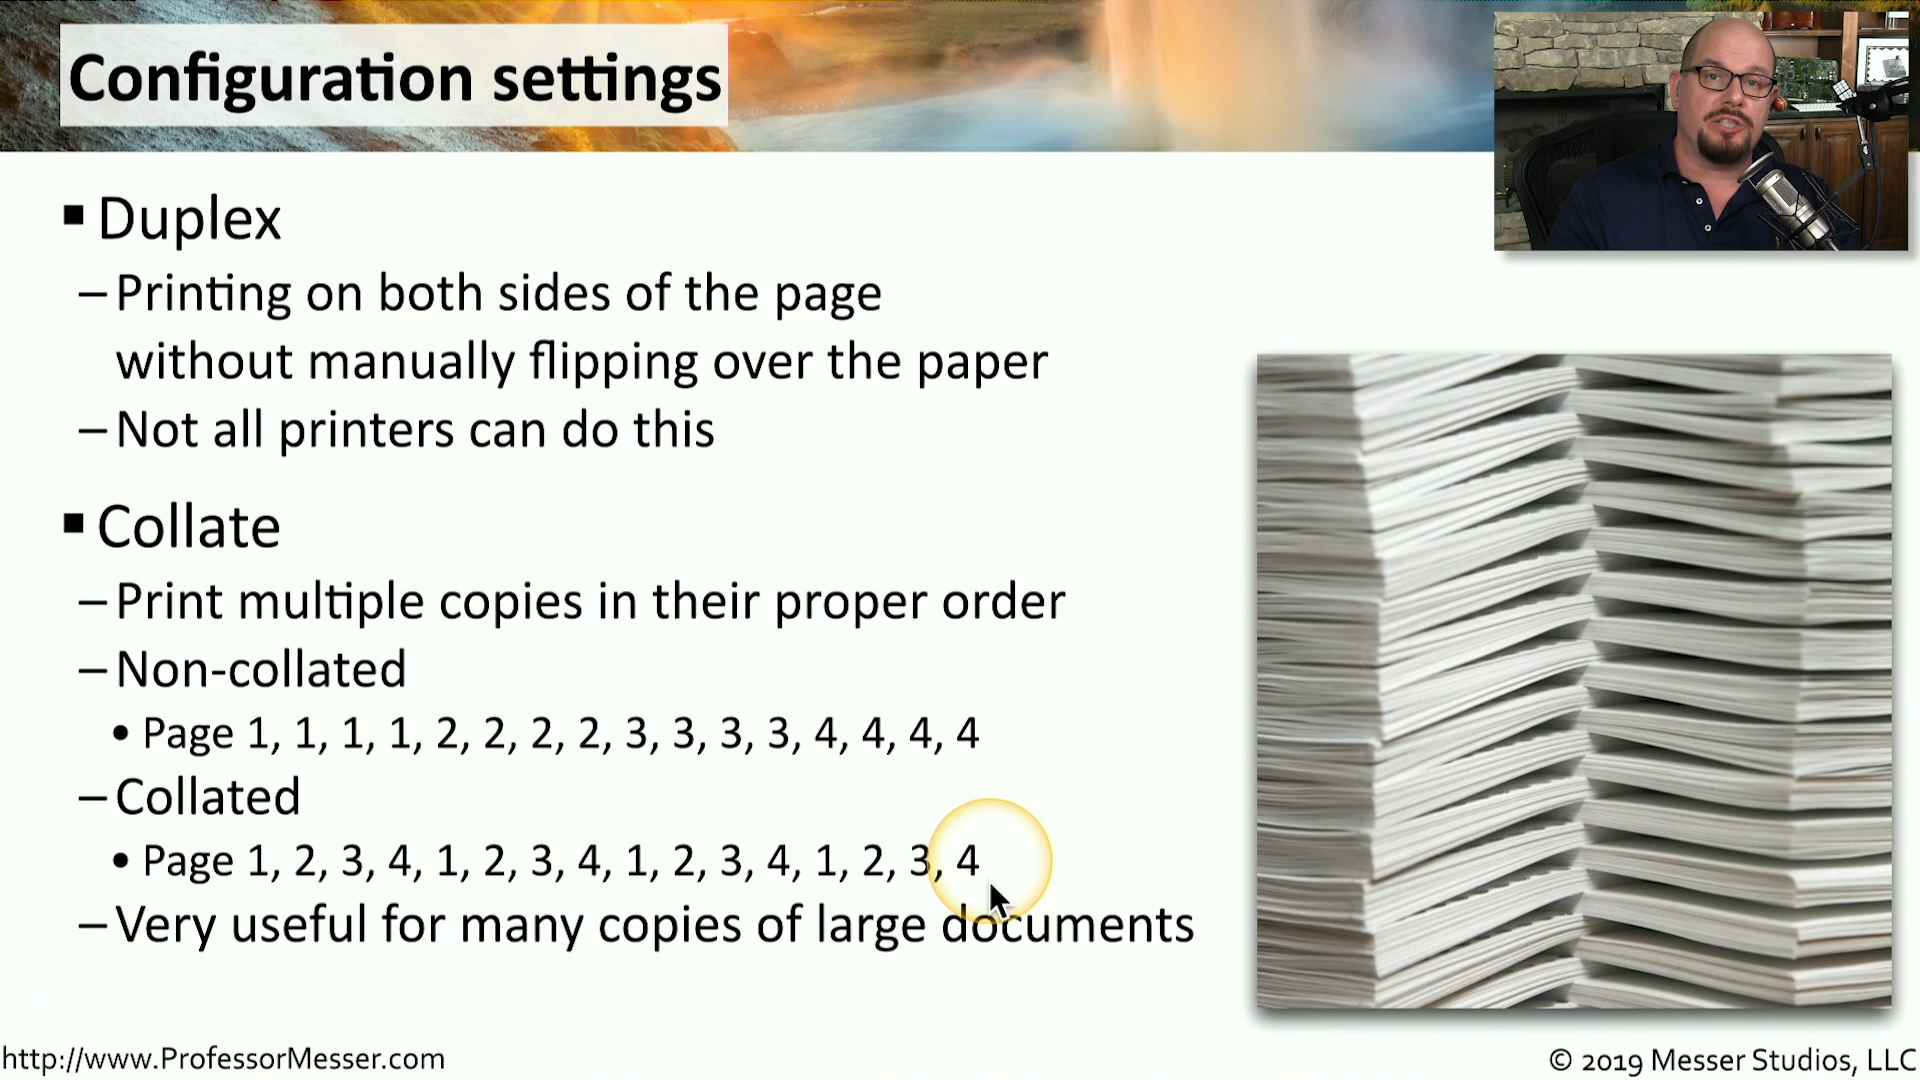 Configuration settings
▪ Duplex
– Printing on both sides of the page
without manually flipping over the paper
– Not all printers can do this
▪ Collate
– Print multiple copies in their proper order
– Non-collated
• Page 1, 1, 1, 1, 2, 2, 2, 2, 3, 3, 3, 3, 4, 4, 4, 4
– Collated
• Page 1, 2, 3, 4, 1, 2, 3, 4, 1, 2, 3, 4, 1, 2, 3, 4
– Very useful for many copies of large documents
http://www.ProfessorMesser.com
© 2019 Messer Studios, LLC